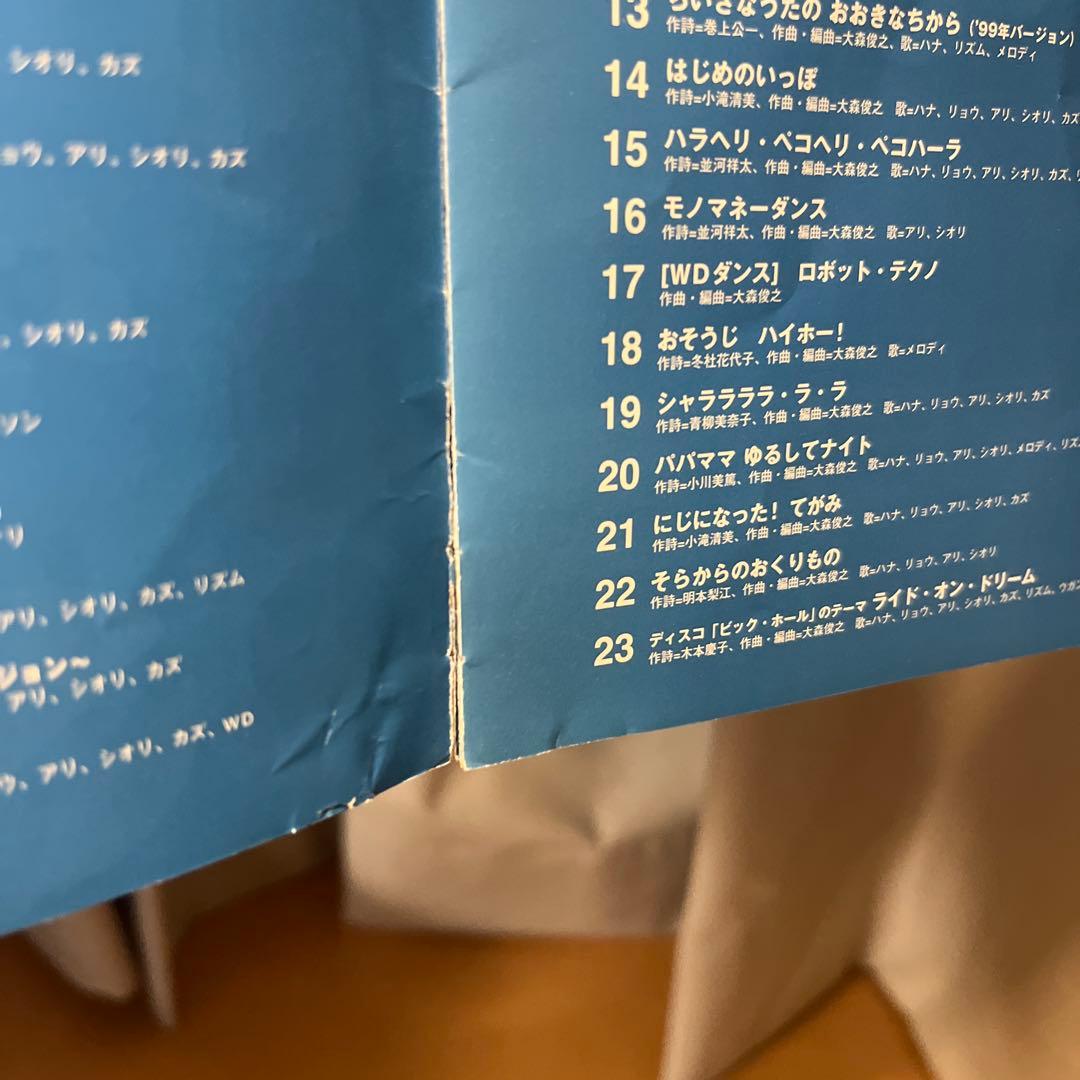 シオリ、カズ
ョウ、アリ、シオリ、カズ
シオリ、カズ
ソン
リ
アリ、シオリ、カズ、リズム
ジョン〜
アリ、シオリ、カズ
ウ、アリ、シオリ、カズ、WD
13 ちいさなうたの おおきなちから ('99年バージョン)
作詩=巻上公一、作曲・編曲=大森俊之、歌=ハナ、リズム、メロディ
14 はじめのいっぽ
作詩=小滝清美、作曲・編曲=大森俊之 歌=ハナ、リョウ、アリ、シオリ、カズ
15 ハラヘリ・ペコヘリ・ペコハーラ
作詩=並河祥太、作曲・編曲=大森俊之 歌=ハナ、リョウ、アリ、シオリ、カズ、リ
16 モノマネーダンス
作詩=並河祥太、作曲・編曲=大森俊之 歌=アリ、シオリ
17 [WDダンス] ロボット・テクノ
作曲・編曲=大森俊之
18 おそうじ ハイホー!
作詩=冬杜花代子、作曲・編曲=大森俊之 歌=メロディ
19 シャララララ・ラ・ラ
作詩=青柳美奈子、作曲・編曲=大森俊之 歌=ハナ、リョウ、アリ、シオリ、カズ
20 パパママ ゆるしてナイト
作詩=小川美篤、作曲・編曲=大森俊之 歌=ハナ、リョウ、アリ、シオリ、メロディ、リズ
21 にじになった! てがみ
作詩=小滝清美、作曲・編曲=大森俊之 歌=ハナ、リョウ、アリ、シオリ、カズ
22 そらからのおくりもの
作詩=明本梨江、作曲・編曲=大森俊之 歌=ハナ、リョウ、アリ、シオリ
23 ディスコ「ビック・ホール」のテーマ ライド・オン・ドリーム
作詩=木本慶子、作曲・編曲=大森俊之 歌=ハナ、リョウ、アリ、シオリ、カズ、リズム、ウガン